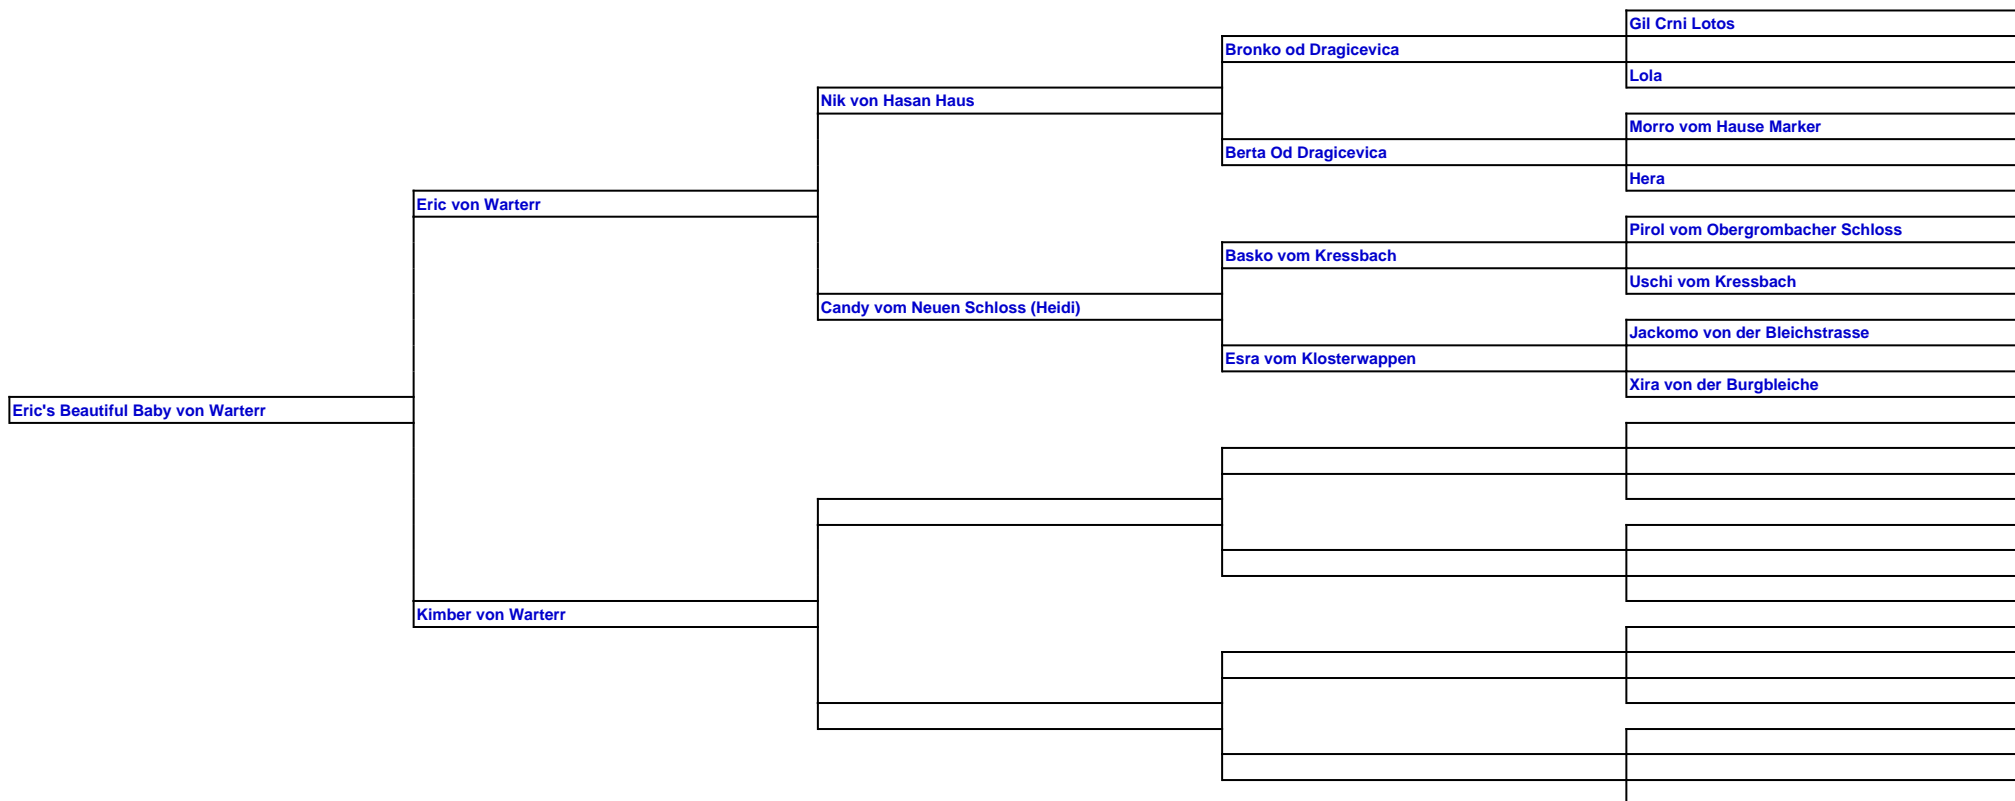 Gil Crni Lotos
Bronko od Dragicevica
Lola
Nik von Hasan Haus
Morro vom Hause Marker
Berta Od Dragicevica
Hera
Eric von Warterr
Pirol vom Obergrombacher Schloss
Basko vom Kressbach
Uschi vom Kressbach
Candy vom Neuen Schloss (Heidi)
Jackomo von der Bleichstrasse
Esra vom Klosterwappen
Xira von der Burgbleiche
Eric's Beautiful Baby von Warterr
Kimber von Warterr